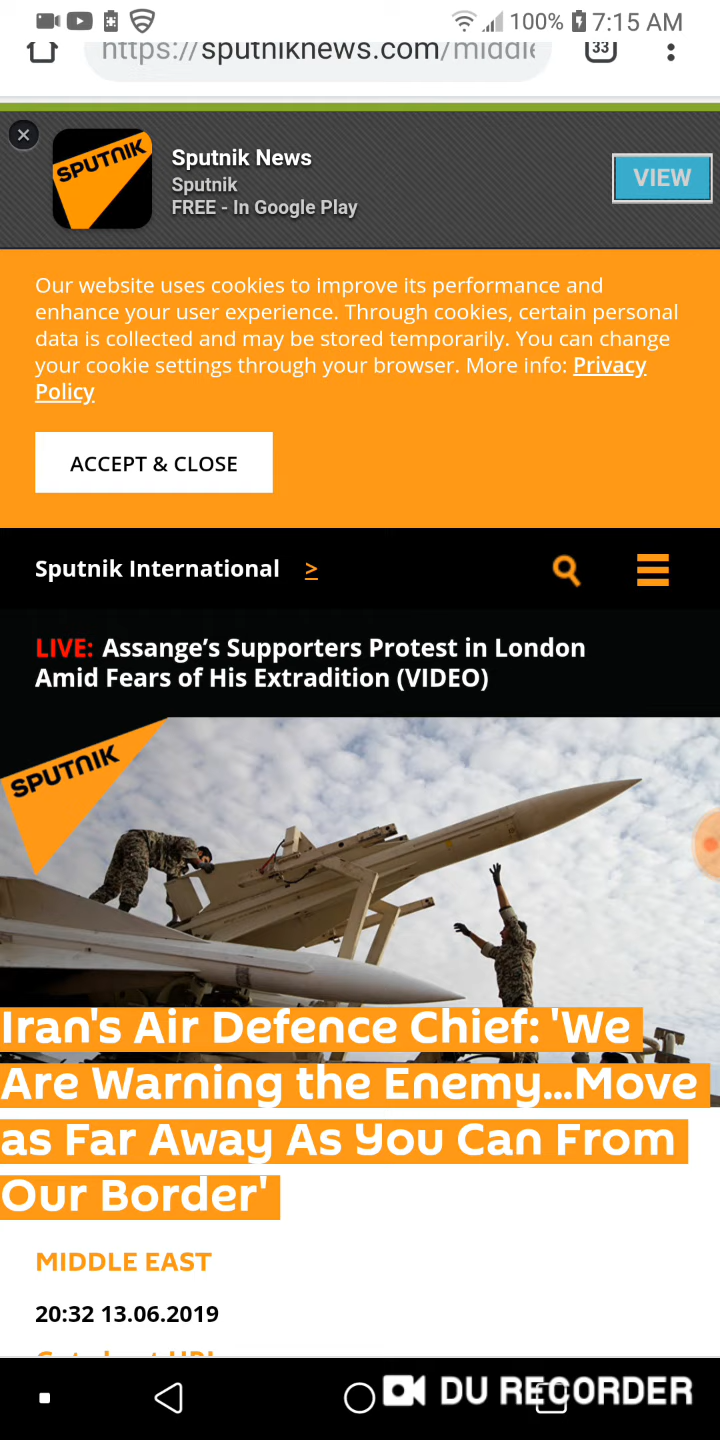 100% 7:15 AM
https://sputniknews.com/middle
33
SPUTNIK
Sputnik News
Sputnik
FREE - In Google Play
VIEW
Our website uses cookies to improve its performance and
enhance your user experience. Through cookies, certain personal
data is collected and may be stored temporarily. You can change
your cookie settings through your browser. More info: Privacy
Policy
ACCEPT & CLOSE
Sputnik International >
LIVE: Assange’s Supporters Protest in London
Amid Fears of His Extradition (VIDEO)
SPUTNIK
Iran's Air Defence Chief: 'We
Are Warning the Enemy...Move
as Far Away As You Can From
Our Border'
MIDDLE EAST
20:32 13.06.2019
DU RECORDER